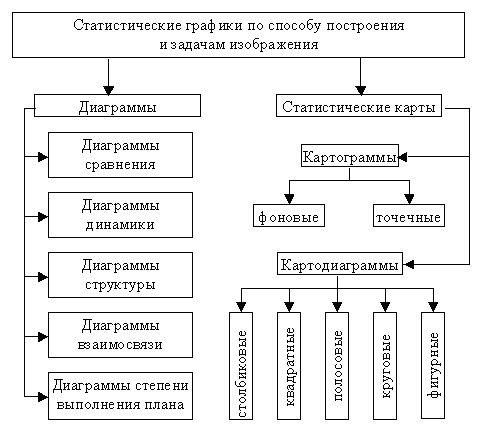 Статистические графики по способу построения
и задачам изображения
Диаграммы
Диаграммы
сравнения
Диаграммы
динамики
Диаграммы
структуры
Диаграммы
взаимосвязи
Диаграммы степени
выполнения плана
Статистические карты
Картограммы
фоновые
точечные
Картодиаграммы
столбиковые
квадратные
полосовые
круговые
фигурные